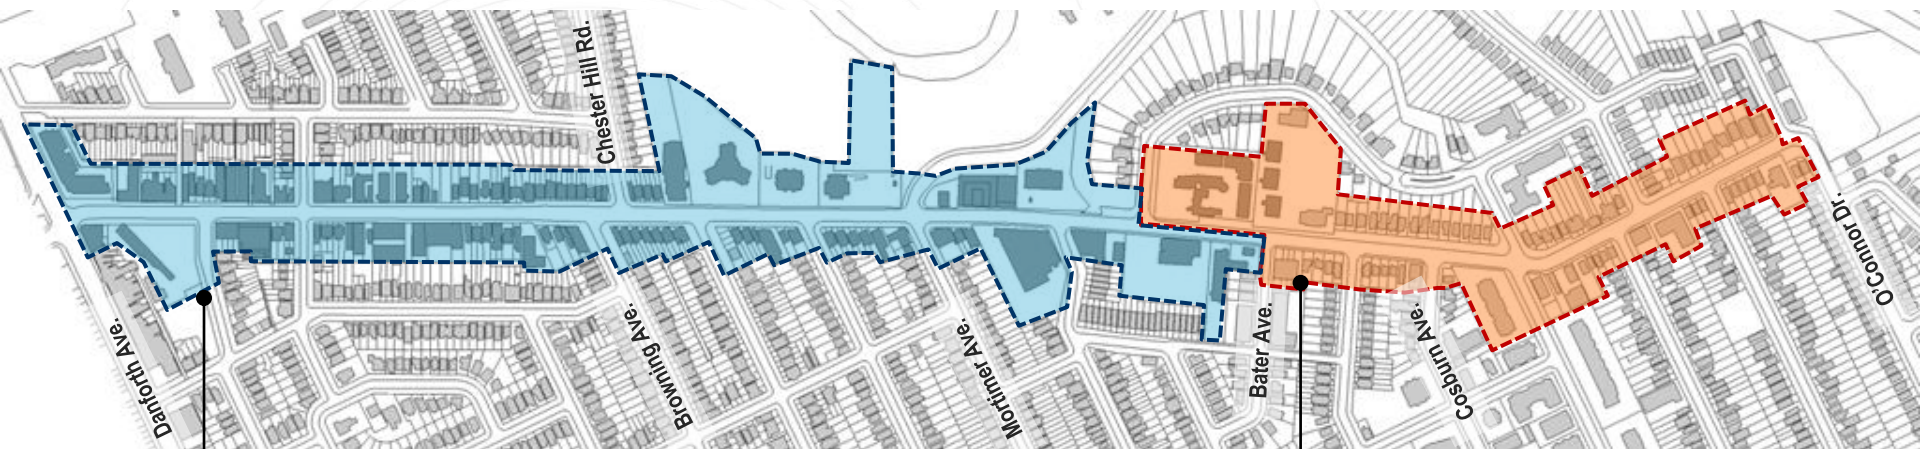 Chester Hill Rd.
Danforth Ave.
Browning Ave.
Mortimer Ave.
Bater Ave.
Cosburn Ave.
O'Connor Dr.